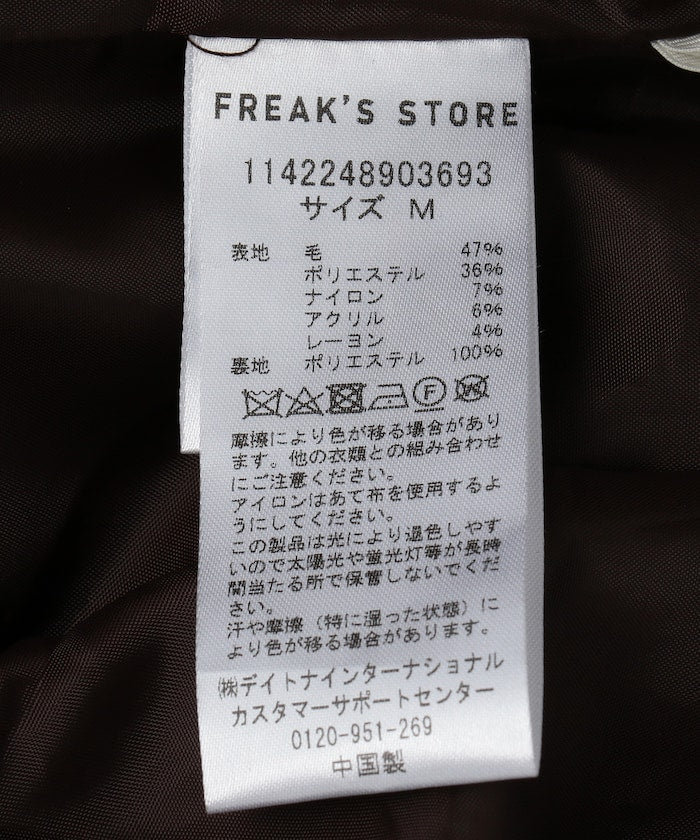 FREAK'S STORE
1142248903693
サイズ M
表地 毛 47%
ポリエステル 36%
ナイロン 7%
アクリル 6%
レーヨン 4%
裏地 ポリエステル 100%
F W
摩擦により色が移る場合があり
ます。他の衣類との組み合わせ
にご注意ください。
アイロンはあて布を使用するよ
うにしてください。
この製品は光により退色しやす
いので太陽光や蛍光灯等が長時
間当たる所で保管しないでくだ
さい。
汗や摩擦（特に湿った状態）に
より色が移る場合があります。
㈱デイトナインターナショナル
カスタマーサポートセンター
0120-951-269
中国製